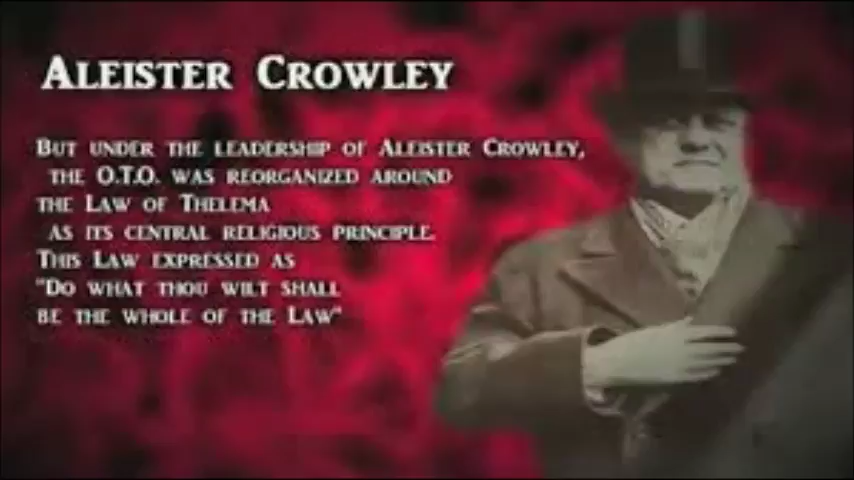 Aleister Crowley
But under the leadership of Aleister Crowley,
the O.T.O. was reorganized around
the Law of Thelema
as its central religious principle.
This Law expressed as
"Do what thou wilt shall
be the whole of the Law"